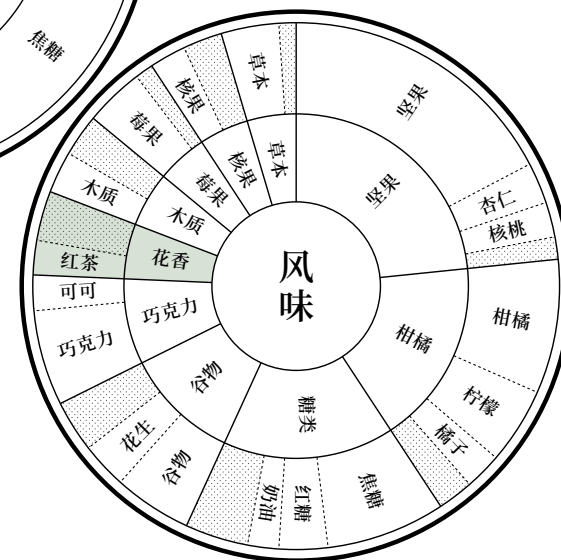 焦糖
风
味
坚果
柑橘
糖类
谷物
巧克力
花香
木质
莓果
核果
草本
坚果
杏仁
核桃
柑橘
柠檬
橘子
焦糖
红糖
奶油
谷物
花生
巧克力
可可
红茶
木质
莓果
核果
草本